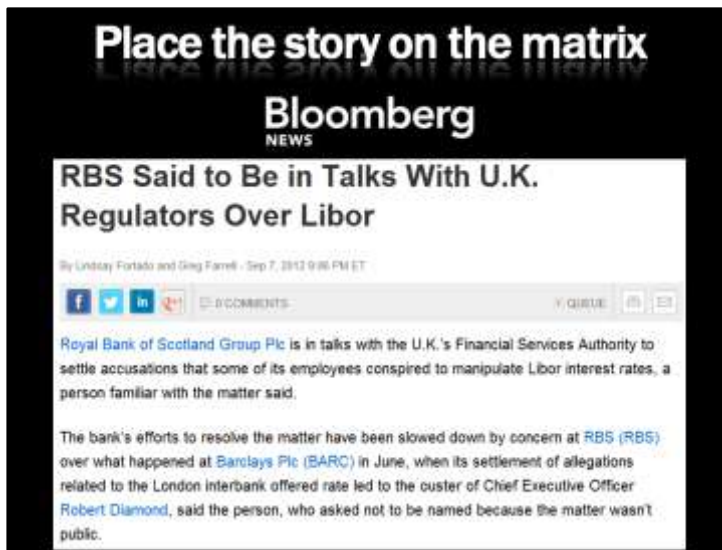 Place the story on the matrix
Bloomberg
NEWS
RBS Said to Be in Talks With U.K.
Regulators Over Libor
By Lindsay Fortado and Greg Farrell - Sep 7, 2012 9:06 PM ET
f in g+1 0 COMMENTS QUEUE
Royal Bank of Scotland Group Plc is in talks with the U.K.'s Financial Services Authority to
settle accusations that some of its employees conspired to manipulate Libor interest rates, a
person familiar with the matter said.
The bank's efforts to resolve the matter have been slowed down by concern at RBS (RBS)
over what happened at Barclays Plc (BARC) in June, when its settlement of allegations
related to the London interbank offered rate led to the ouster of Chief Executive Officer
Robert Diamond, said the person, who asked not to be named because the matter wasn't
public.